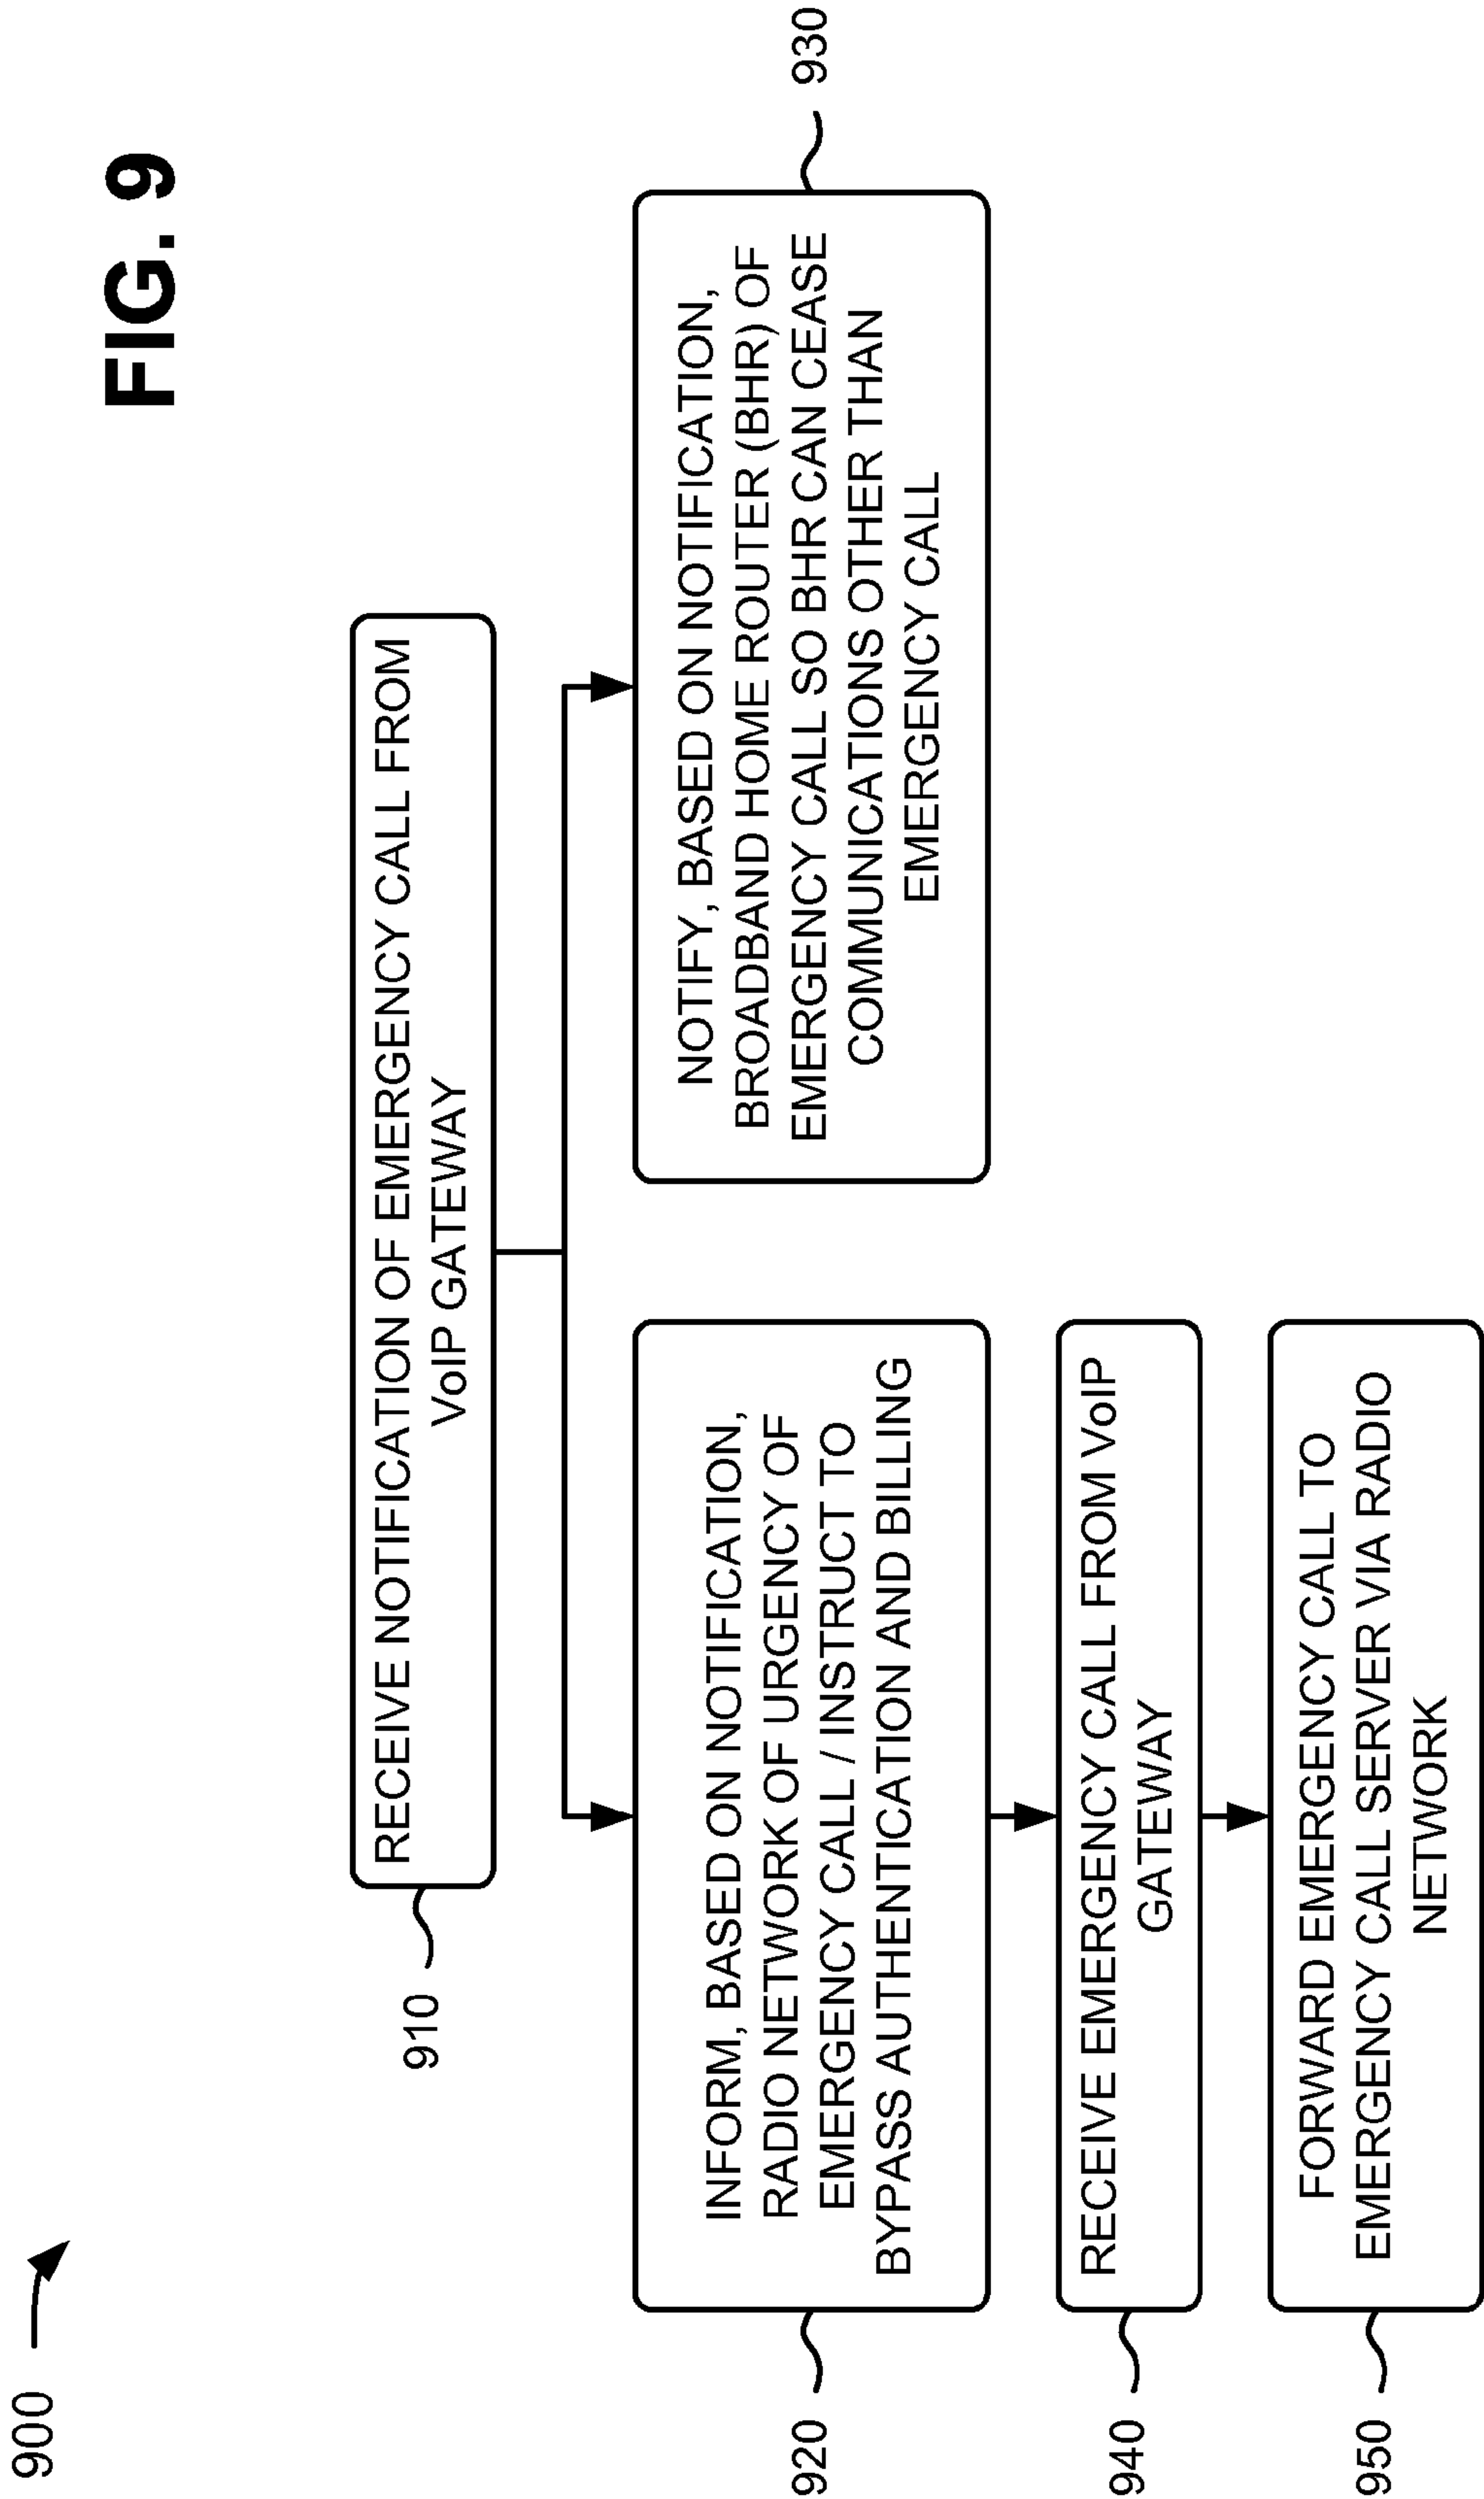 FIG. 9
900
910
RECEIVE NOTIFICATION OF EMERGENCY CALL FROM
VoIP GATEWAY
920
INFORM, BASED ON NOTIFICATION,
RADIO NETWORK OF URGENCY OF
EMERGENCY CALL / INSTRUCT TO
BYPASS AUTHENTICATION AND BILLING
930
NOTIFY, BASED ON NOTIFICATION,
BROADBAND HOME ROUTER (BHR) OF
EMERGENCY CALL SO BHR CAN CEASE
COMMUNICATIONS OTHER THAN
EMERGENCY CALL
940
RECEIVE EMERGENCY CALL FROM VoIP
GATEWAY
950
FORWARD EMERGENCY CALL TO
EMERGENCY CALL SERVER VIA RADIO
NETWORK